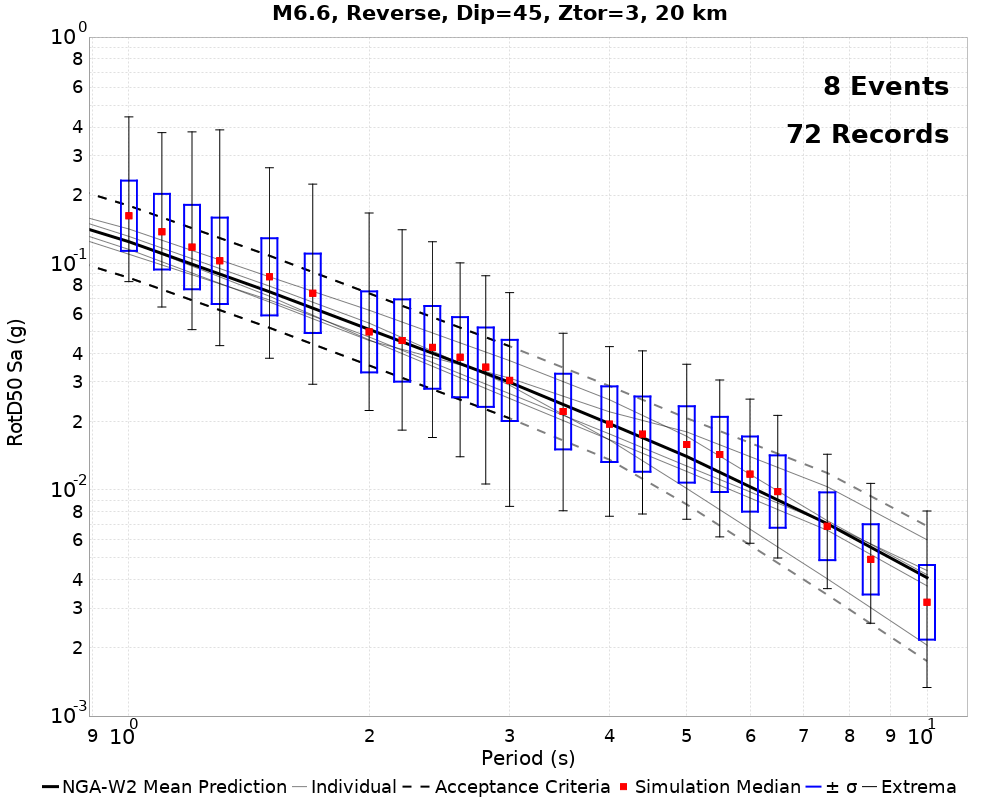 M6.6, Reverse, Dip=45, Ztor=3, 20 km
8 Events
72 Records
RotD50 Sa (g)
10^0
8
6
4
3
2
10^-1
8
6
4
3
2
10^-2
8
6
4
3
2
10^-3
9 10^0 2 3 4 5 6 7 8 9 10^1
Period (s)
NGA-W2 Mean Prediction Individual Acceptance Criteria Simulation Median ± σ Extrema